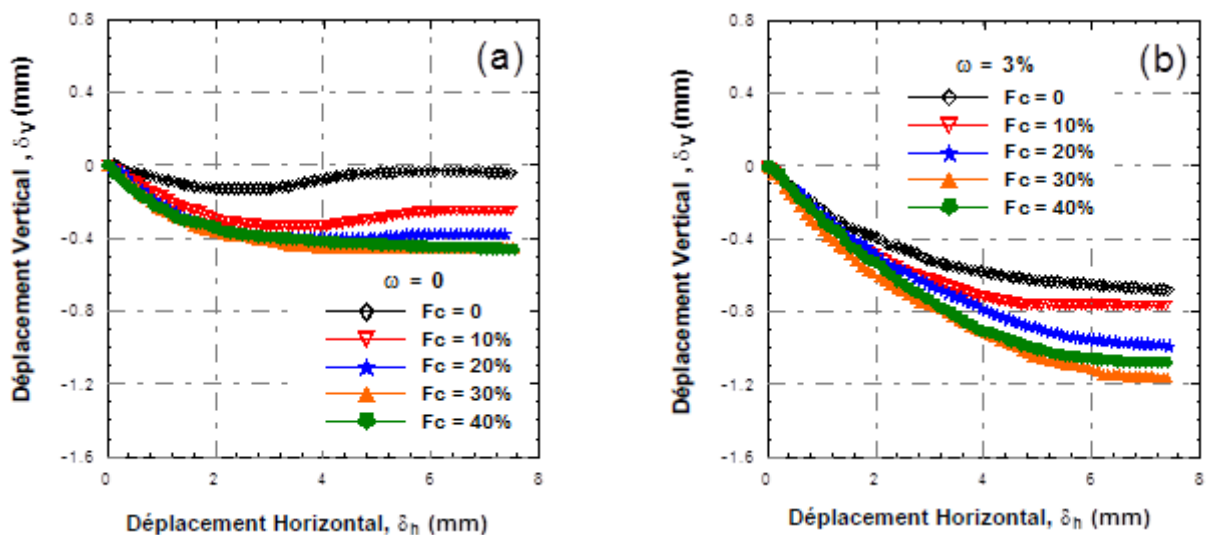 (a)
0.8
0.4
0
-0.4
-0.8
-1.2
-1.6
Déplacement Vertical , δv (mm)
ω = 0
Fc = 0
Fc = 10%
Fc = 20%
Fc = 30%
Fc = 40%
0 2 4 6 8
Déplacement Horizontal, δh (mm)
(b)
0.8
0.4
0
-0.4
-0.8
-1.2
-1.6
Déplacement Vertical , δv (mm)
ω = 3%
Fc = 0
Fc = 10%
Fc = 20%
Fc = 30%
Fc = 40%
0 2 4 6 8
Déplacement Horizontal, δh (mm)